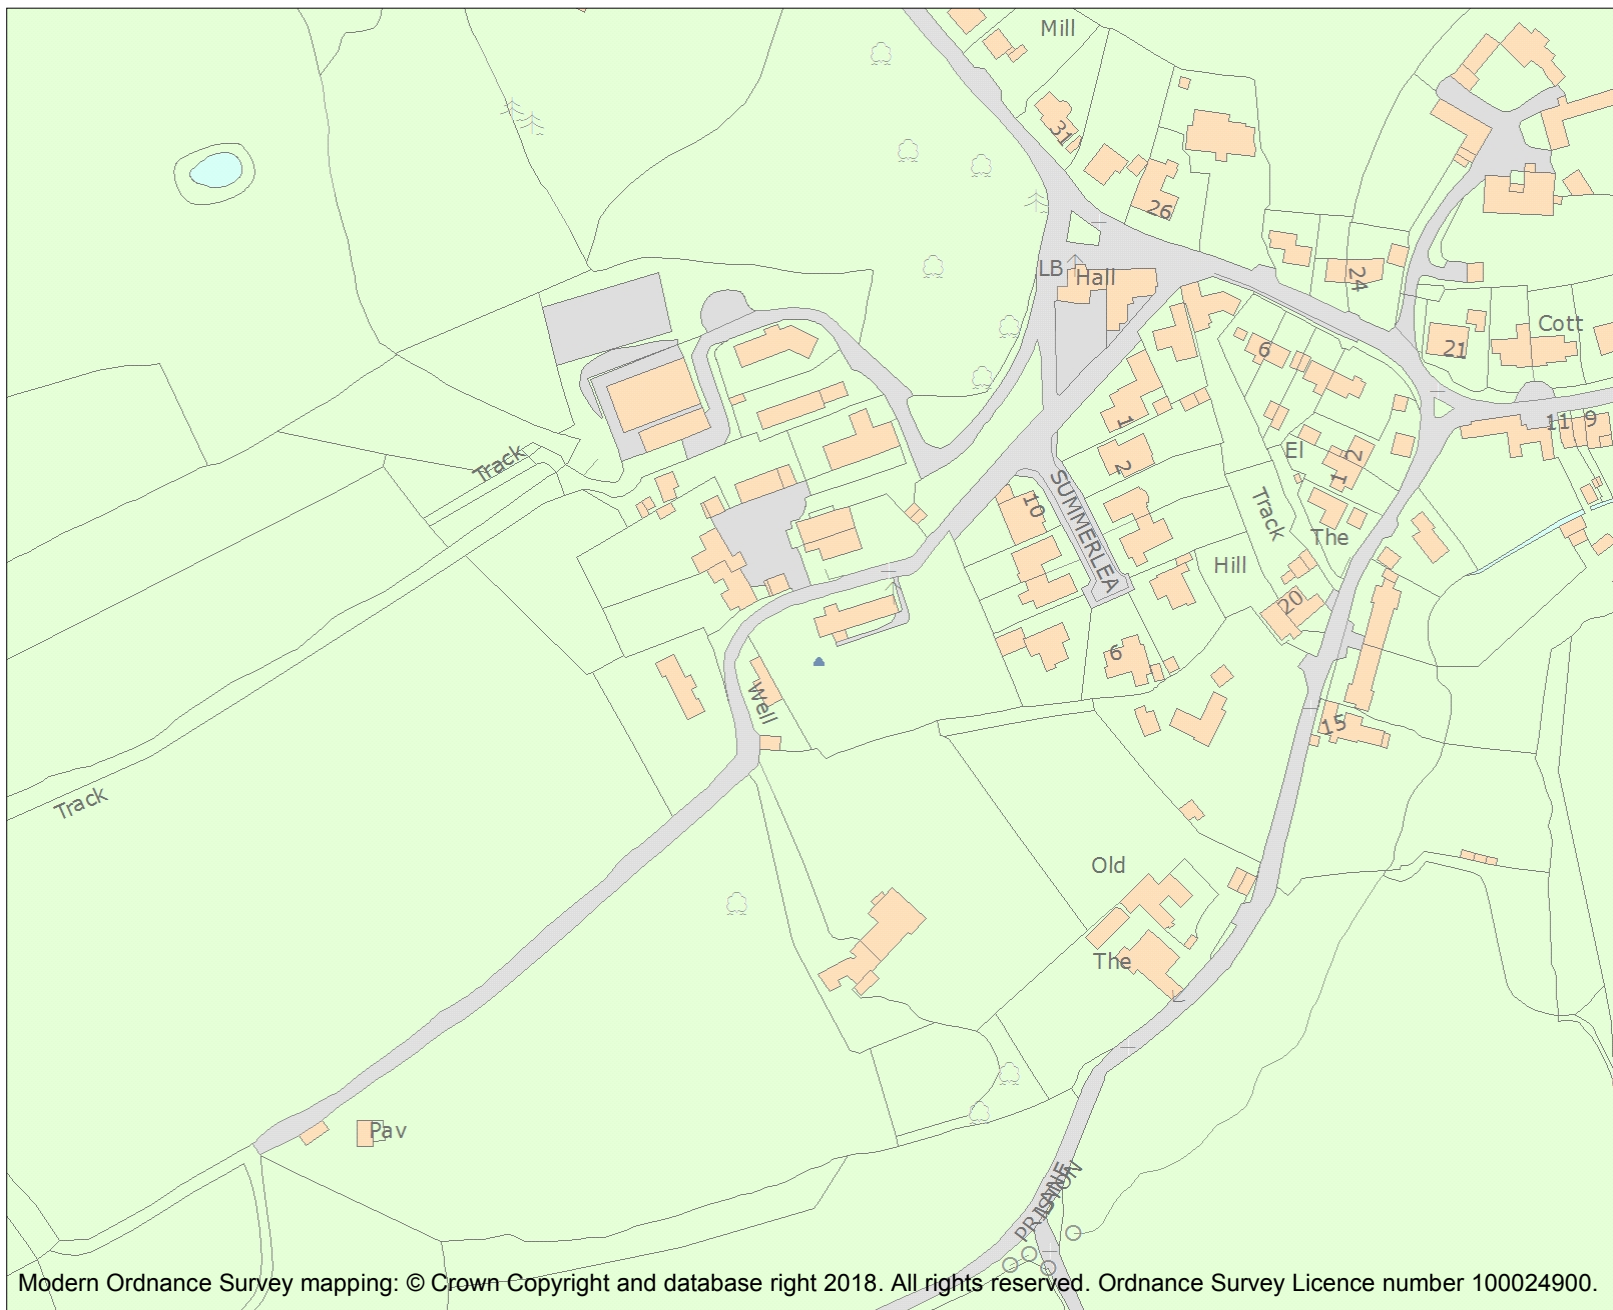 Mill
31
26
LB
Hall
24
Cott
6
21
1
11
9
El
2
2
1
Track
SUMMERLEA
10
Track
The
Hill
20
6
Well
15
Track
Old
The
Pav
PRISTON
LANE
Modern Ordnance Survey mapping: © Crown Copyright and database right 2018. All rights reserved. Ordnance Survey Licence number 100024900.